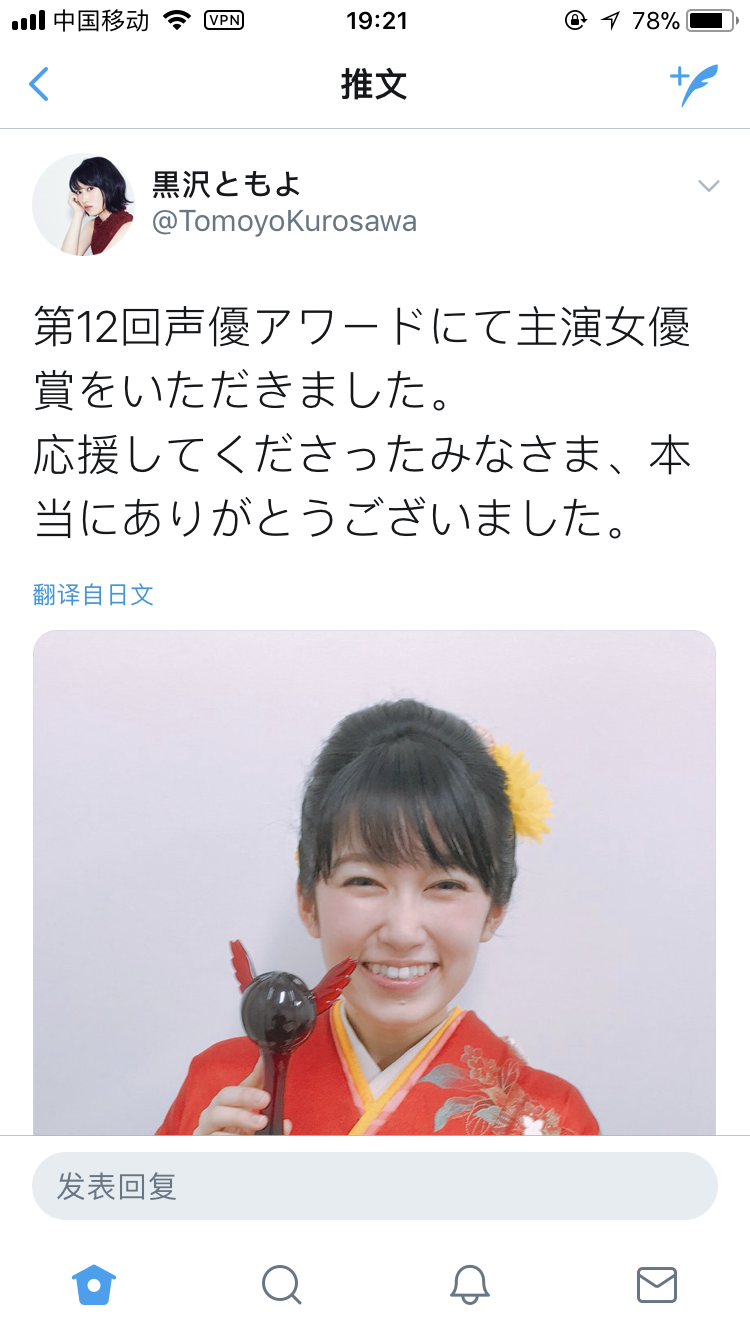 中国移动 VPN 19:21 78%
推文
黒沢ともよ
@TomoyoKurosawa
第12回声優アワードにて主演女優
賞をいただきました。
応援してくださったみなさま、本
当にありがとうございました。
翻译自日文
发表回复